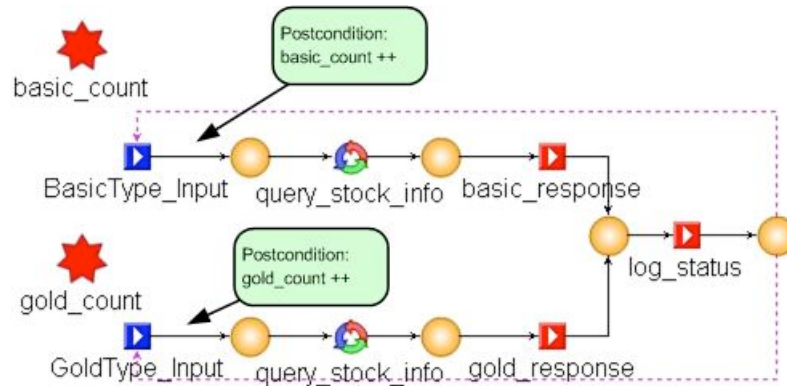 Postcondition:
basic_count ++
basic_count
BasicType_Input
query_stock_info
basic_response
Postcondition:
gold_count ++
gold_count
log_status
GoldType_Input
query_stock_info
gold_response